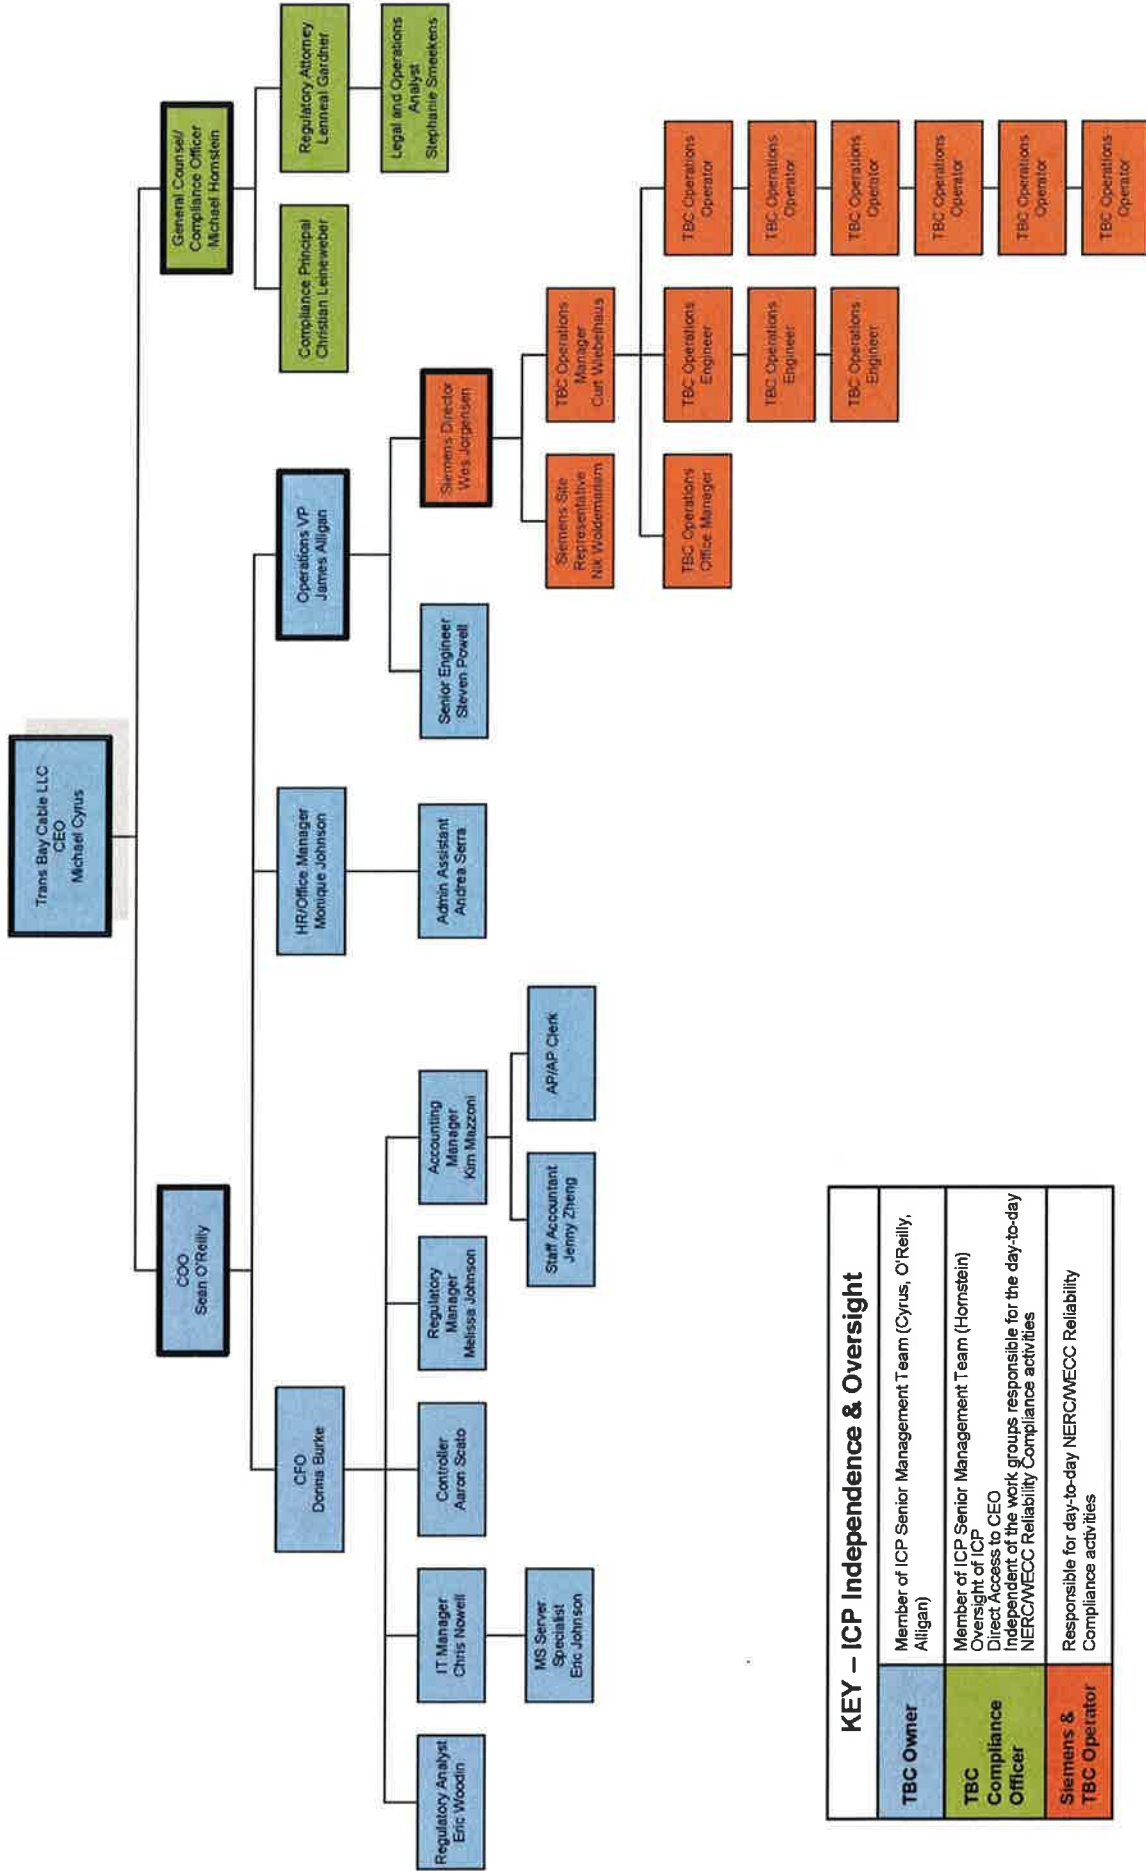 Trans Bay Cable LLC
CEO
Michael Cyrus
COO
Sean O'Reilly
General Counsel/
Compliance Officer
Michael Hornstein
CFO
Donna Burke
HR/Office Manager
Monique Johnson
Operations VP
James Alligan
Compliance Principal
Christian Leineweber
Regulatory Attorney
Lenneal Gardner
Regulatory Analyst
Eric Woodin
IT Manager
Chris Nowell
Controller
Aaron Scato
Regulatory
Manager
Melissa Johnson
Accounting
Manager
Kim Mazzoni
Admin Assistant
Andrea Serra
Senior Engineer
Steven Powell
Siemens Director
Wes Jorgensen
Legal and Operations
Analyst
Stephanie Smeekens
MS Server
Specialist
Eric Johnson
Staff Accountant
Jenny Zheng
AP/AP Clerk
Siemens Site
Representative
Nik Woldemariam
TBC Operations
Manager
Curt Wiebelhaus
TBC Operations
Office Manager
TBC Operations
Engineer
TBC Operations
Operator
TBC Operations
Engineer
TBC Operations
Operator
TBC Operations
Engineer
TBC Operations
Operator
TBC Operations
Operator
TBC Operations
Operator
TBC Operations
Operator
KEY – ICP Independence & Oversight
TBC Owner
Member of ICP Senior Management Team (Cyrus, O'Reilly,
Alligan)
TBC
Compliance
Officer
Member of ICP Senior Management Team (Hornstein)
Oversight of ICP
Direct Access to CEO
Independent of the work groups responsible for the day-to-day
NERC/WECC Reliability Compliance activities
Siemens &
TBC Operator
Responsible for day-to-day NERC/WECC Reliability
Compliance activities